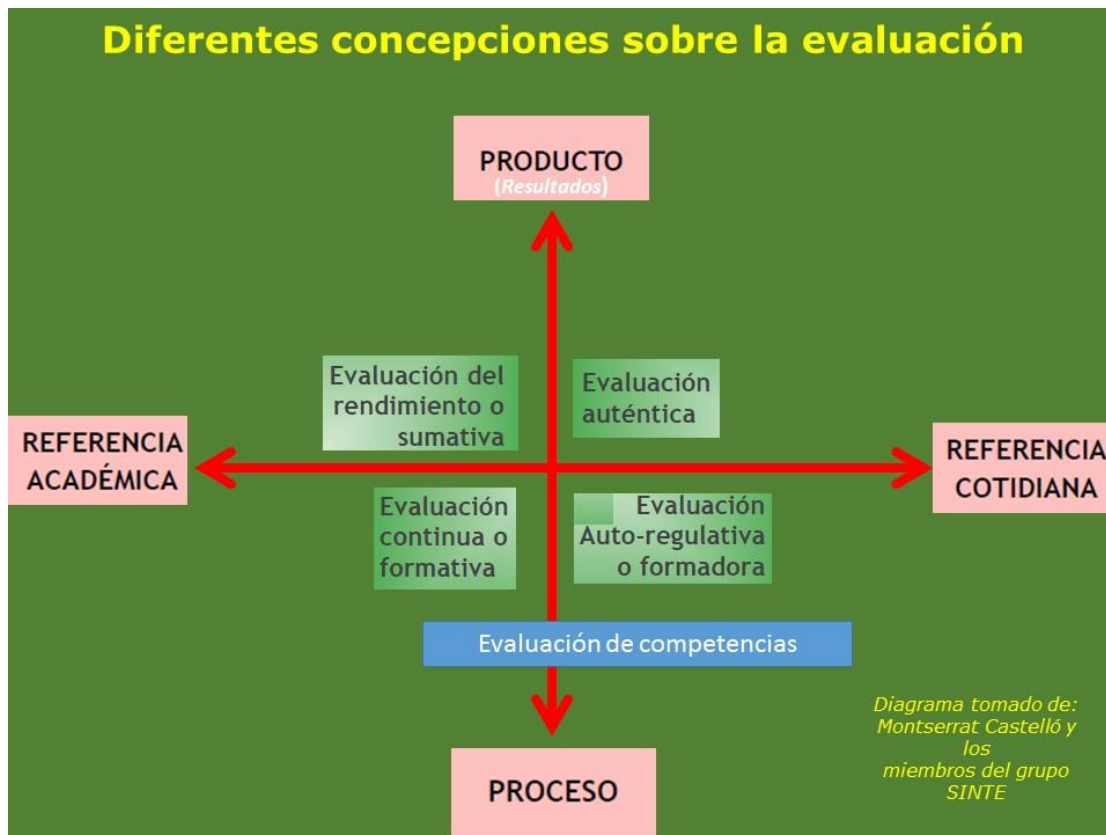 Diferentes concepciones sobre la evaluación
PRODUCTO
(Resultados)
Evaluación del
rendimiento o
sumativa
Evaluación
auténtica
REFERENCIA
ACADÉMICA
REFERENCIA
COTIDIANA
Evaluación
continua o
formativa
Evaluación
Auto-regulativa
o formadora
Evaluación de competencias
Diagrama tomado de:
Montserrat Castelló y
los
miembros del grupo
SINTE
PROCESO